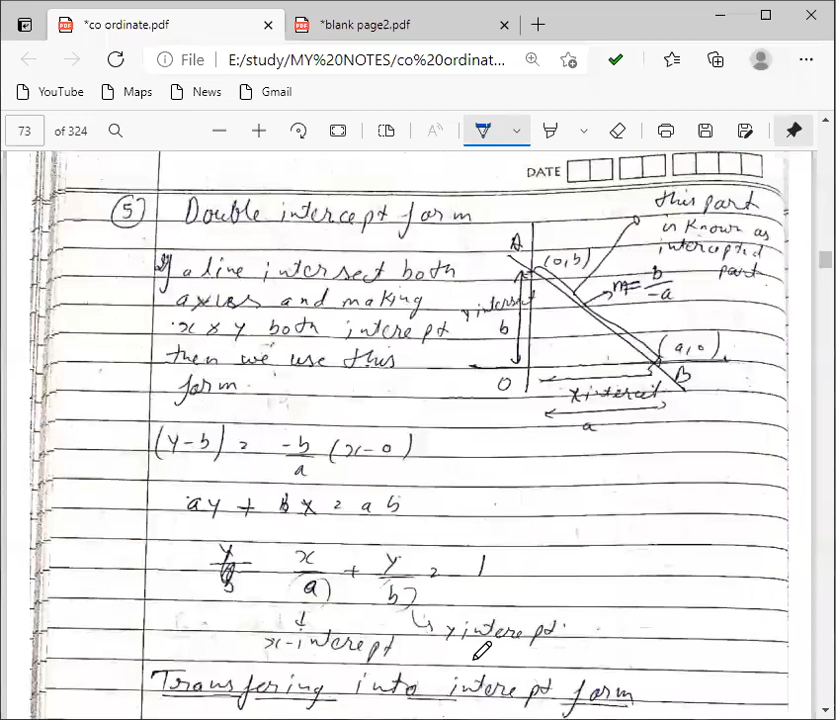 *co ordinate.pdf
*blank page2.pdf
File E:/study/MY%20NOTES/co%20ordinat...
YouTube Maps News Gmail
73 of 324
DATE
⑤ Double intercept form
this part
is known as
intercepted
part
If a line intersect both
axises and making
x & y both intercept
then we use this
form
A
(0,b)
m= b/-a
y intersect
b
(a,0)
O
B
x intercet
a
(y-b) = -b/a (x-0)
ay + bx = ab
x/a + y/b = 1
x-intercept
y intercept
Transfering into intercept form